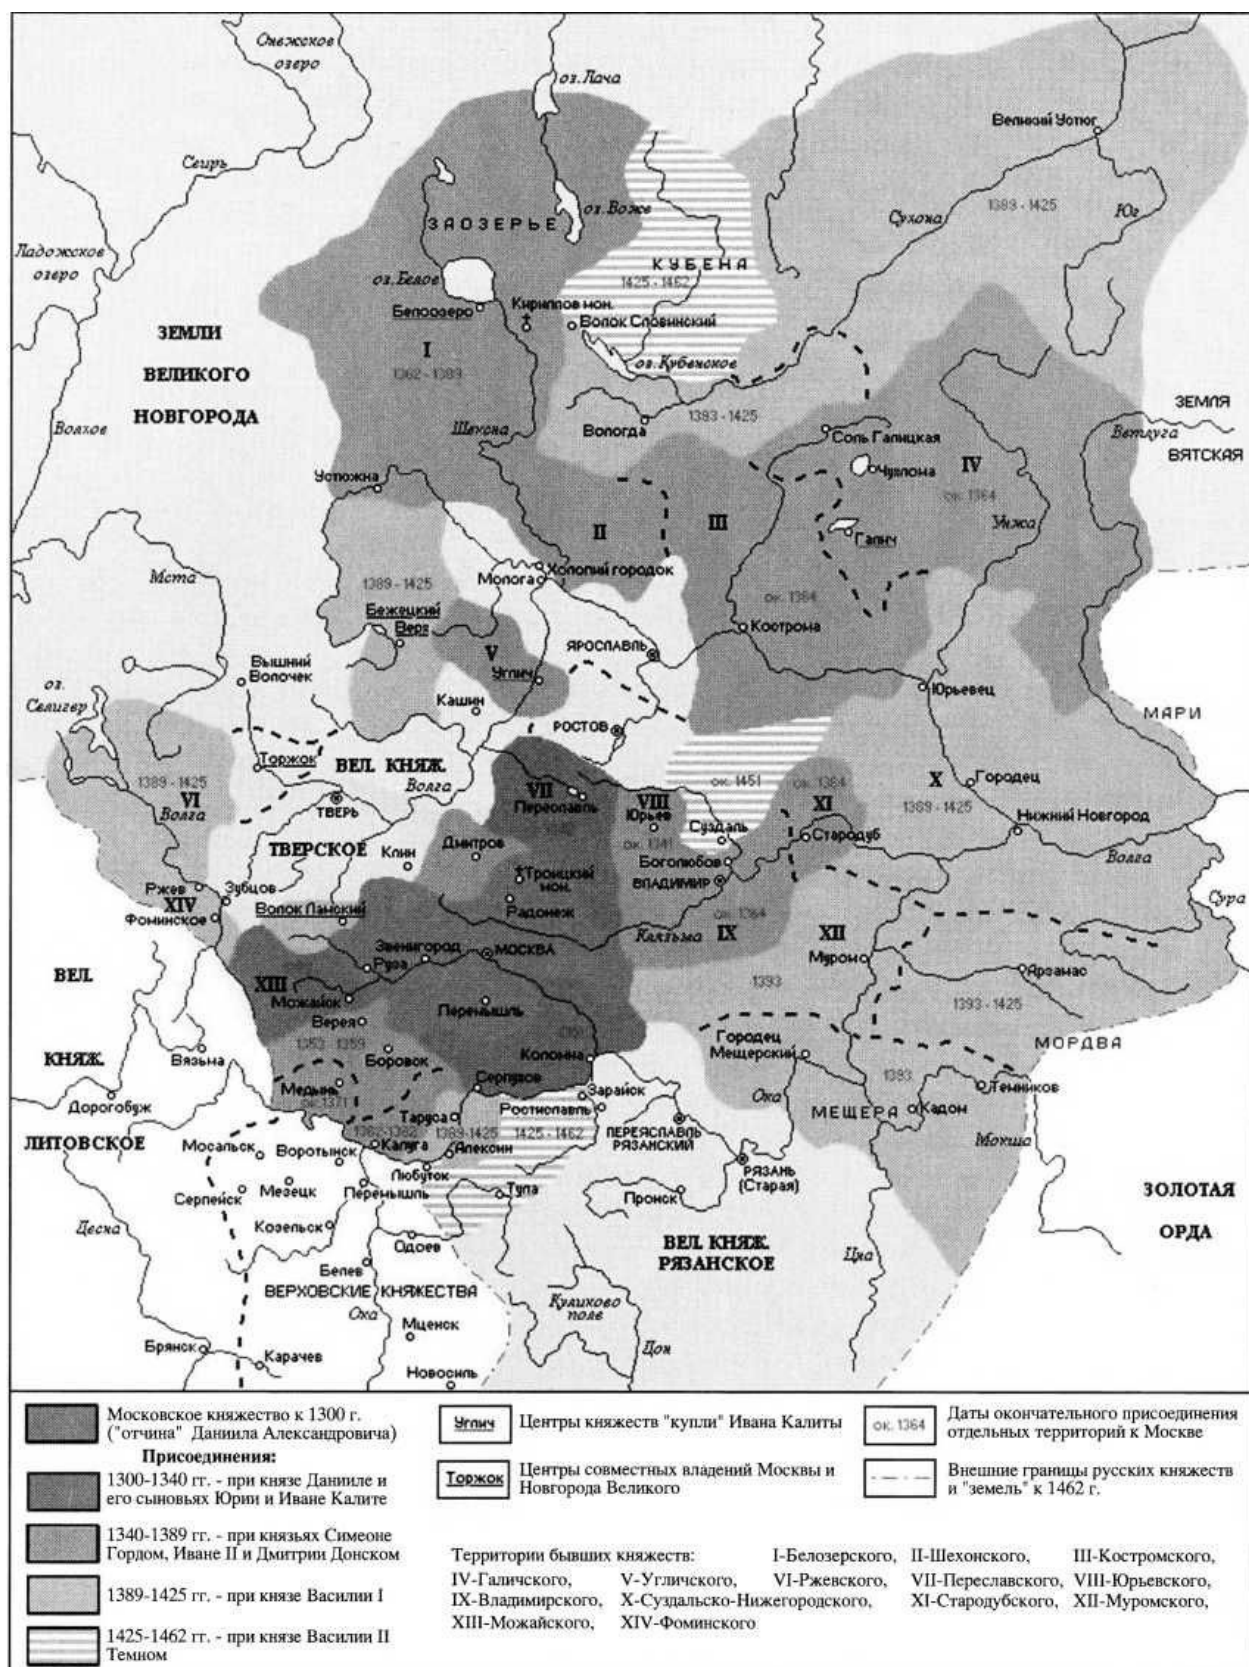 Онежское
озеро
оз. Лача
Великий Устюг
Свирь
ЗАОЗЕРЬЕ
оз. Воже
1389 - 1425
Сухона
Юг
Ладожское
озеро
оз. Белое
КУБЕНА
1425 - 1462
Белоозеро
Кириллов мон.
Волок Словинский
ЗЕМЛИ
ВЕЛИКОГО
НОВГОРОДА
I
1362 - 1389
оз. Кубенское
Волхов
Шексна
Вологда
1383 - 1425
Соль Галицкая
ЗЕМЛЯ
ВЯТСКАЯ
Ветлуга
Чухлома
IV
ок. 1364
Устюжна
II
III
Унжа
Галич
Мста
1389 - 1425
Холопий городок
Молога
ок. 1364
Бежецкий
Верх
Кострома
V
Углич
ЯРОСЛАВЛЬ
Вышний
Волочек
оз.
Селигер
Кашин
Юрьевец
РОСТОВ
МАРИ
Торжок
ВЕЛ. КНЯЖ.
Волга
1389 - 1425
VI
Волга
ТВЕРЬ
VII
Переславль
VIII
Юрьев
ок. 1341
ок. 1451
ок. 1364
XI
X
1389 - 1425
Городец
Суздаль
Стародуб
Нижний Новгород
Волга
ТВЕРСКОЕ
Клин
Дмитров
Боголюбов
ВЛАДИМИР
Троицкий
мон.
Радонеж
Ржев
Зубцов
XIV
Фоминское
Волок Ламский
ок. 1364
IX
Клязьма
XII
Сура
Муром
Арзамас
Звенигород
Руза
МОСКВА
ВЕЛ.
XIII
Можайск
Верея
Перемышль
1393
1393 - 1425
1353 1359
Боровск
Коломна
Городец
Мещерский
МОРДВА
КНЯЖ.
Вязьма
Медынь
ок. 1371
Серпухов
Зарайск
1393
Темников
Дорогобуж
Таруса
Ростиславль
Ока
МЕЩЕРА
Кадом
ЛИТОВСКОЕ
Калуга
1389-1425
1425 - 1462
ПЕРЕЯСЛАВЛЬ
РЯЗАНСКИЙ
Мокша
Мосальск
Воротынск
Алексин
Любуток
РЯЗАНЬ
(Старая)
Серпейск
Мезецк
Перемышль
Тула
Пронск
ЗОЛОТАЯ
ОРДА
Десна
Козельск
Одоев
ВЕЛ. КНЯЖ.
РЯЗАНСКОЕ
Цна
Белев
ВЕРХОВСКИЕ КНЯЖЕСТВА
Ока
Куликово
поле
Мценск
Дон
Брянск
Карачев
Новосиль
Московское княжество к 1300 г.
("отчина" Даниила Александровича)
Присоединения:
1300-1340 гг. - при князе Данииле и
его сыновьях Юрии и Иване Калите
1340-1389 гг. - при князьях Симеоне
Гордом, Иване II и Дмитрии Донском
1389-1425 гг. - при князе Василии I
1425-1462 гг. - при князе Василии II
Темном
Углич
Центры княжеств "купли" Ивана Калиты
Торжок
Центры совместных владений Москвы и
Новгорода Великого
ок. 1364
Даты окончательного присоединения
отдельных территорий к Москве
Внешние границы русских княжеств
и "земель" к 1462 г.
Территории бывших княжеств: I-Белозерского, II-Шехонского, III-Костромского,
IV-Галичского, V-Угличского, VI-Ржевского, VII-Переславского, VIII-Юрьевского,
IX-Владимирского, X-Суздальско-Нижегородского, XI-Стародубского, XII-Муромского,
XIII-Можайского, XIV-Фоминского